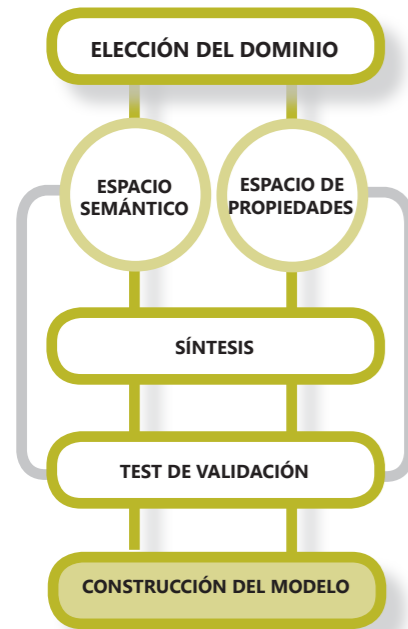 ELECCIÓN DEL DOMINIO
ESPACIO
SEMÁNTICO
ESPACIO DE
PROPIEDADES
SÍNTESIS
TEST DE VALIDACIÓN
CONSTRUCCIÓN DEL MODELO